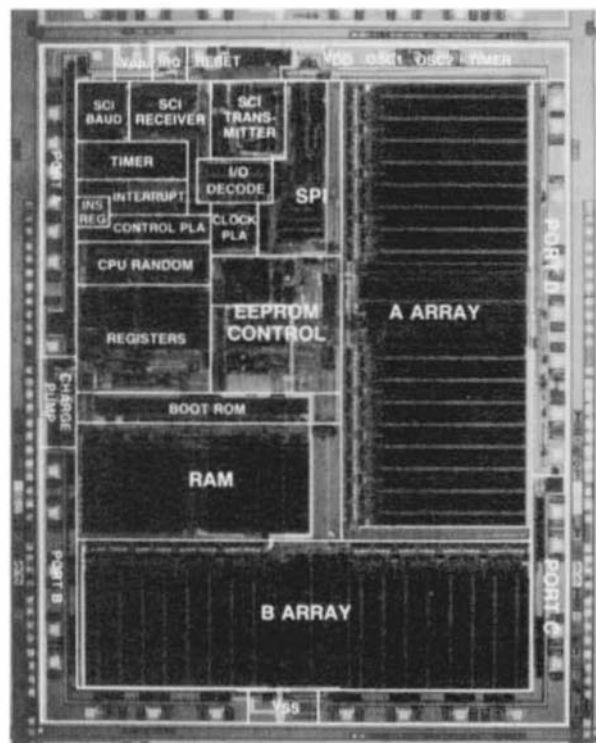 IRQ RESET
VDD OSC1 OSC2 TIMER
SCI
BAUD
SCI
RECEIVER
SCI
TRANS-
MITTER
PORT A
TIMER
I/O
DECODE
SPI
INTERRUPT
INS
REG
CONTROL PLA
CLOCK
PLA
CPU RANDOM
REGISTERS
EEPROM
CONTROL
A ARRAY
PORT D
CHARGE
PUMP
BOOT ROM
RAM
PORT B
B ARRAY
PORT C
VSS